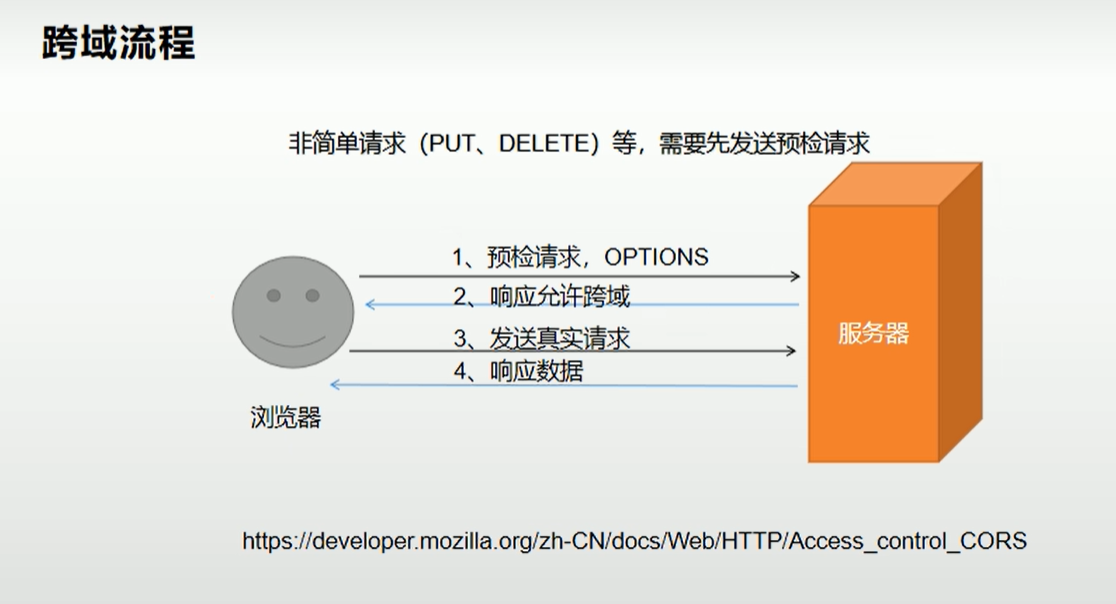 跨域流程
非简单请求（PUT、DELETE）等，需要先发送预检请求
1、预检请求，OPTIONS
2、响应允许跨域
3、发送真实请求
4、响应数据
服务器
浏览器
https://developer.mozilla.org/zh-CN/docs/Web/HTTP/Access_control_CORS